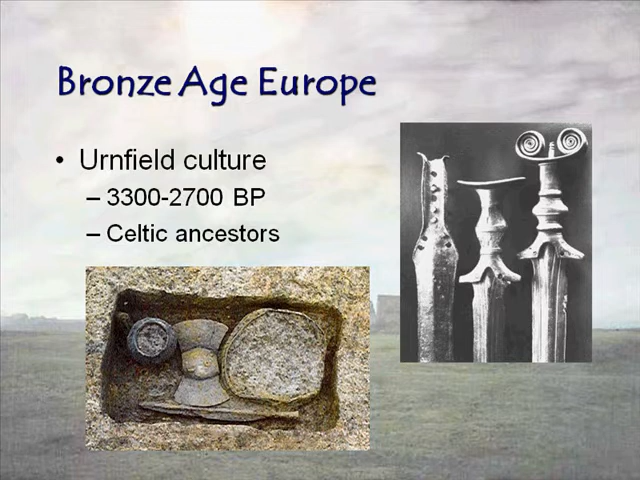 Bronze Age Europe
• Urnfield culture
– 3300-2700 BP
– Celtic ancestors